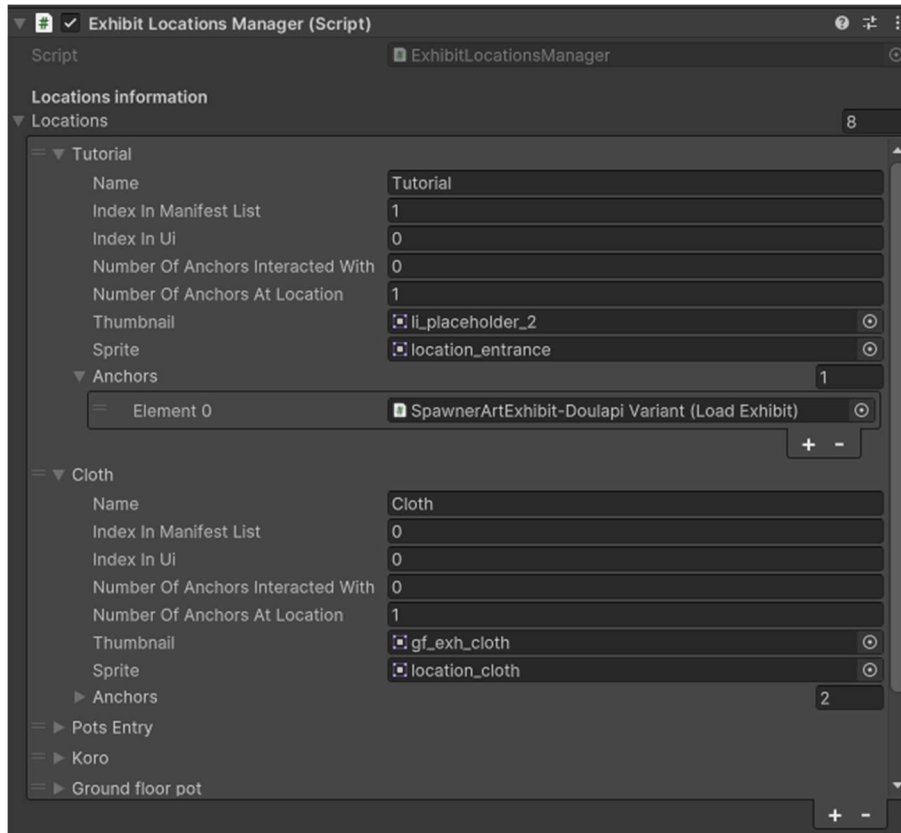 Exhibit Locations Manager (Script)
Script ExhibitLocationsManager
Locations information
Locations 8
Tutorial
Name Tutorial
Index In Manifest List 1
Index In Ui 0
Number Of Anchors Interacted With 0
Number Of Anchors At Location 1
Thumbnail li_placeholder_2
Sprite location_entrance
Anchors 1
Element 0 SpawnerArtExhibit-Doulapi Variant (Load Exhibit)
+ -
Cloth
Name Cloth
Index In Manifest List 0
Index In Ui 0
Number Of Anchors Interacted With 0
Number Of Anchors At Location 1
Thumbnail gf_exh_cloth
Sprite location_cloth
Anchors 2
Pots Entry
Koro
Ground floor pot
+ -